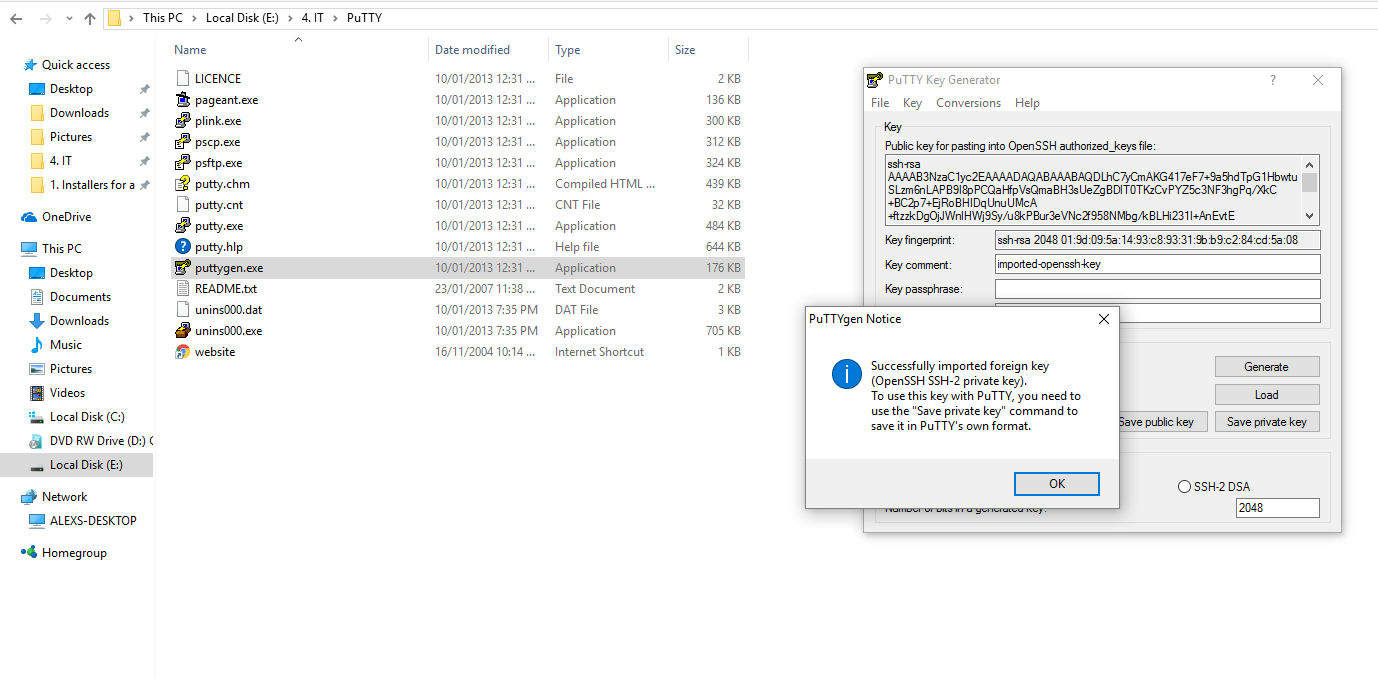 This PC > Local Disk (E:) > 4. IT > PuTTY
Quick access
Desktop
Downloads
Pictures
4. IT
1. Installers for a
OneDrive
This PC
Desktop
Documents
Downloads
Music
Pictures
Videos
Local Disk (C:)
DVD RW Drive (D:) C
Local Disk (E:)
Network
ALEXS-DESKTOP
Homegroup
Name Date modified Type Size
LICENCE 10/01/2013 12:31 ... File 2 KB
pageant.exe 10/01/2013 12:31 ... Application 136 KB
plink.exe 10/01/2013 12:31 ... Application 300 KB
pscp.exe 10/01/2013 12:31 ... Application 312 KB
psftp.exe 10/01/2013 12:31 ... Application 324 KB
putty.chm 10/01/2013 12:31 ... Compiled HTML ... 439 KB
putty.cnt 10/01/2013 12:31 ... CNT File 32 KB
putty.exe 10/01/2013 12:31 ... Application 484 KB
putty.hlp 10/01/2013 12:31 ... Help file 644 KB
puttygen.exe 10/01/2013 12:31 ... Application 176 KB
README.txt 23/01/2007 11:38 ... Text Document 2 KB
unins000.dat 10/01/2013 7:35 PM DAT File 3 KB
unins000.exe 10/01/2013 7:35 PM Application 705 KB
website 16/11/2004 10:14 ... Internet Shortcut 1 KB
PuTTY Key Generator ?
File Key Conversions Help
Key
Public key for pasting into OpenSSH authorized_keys file:
ssh-rsa
AAAAB3NzaC1yc2EAAAADAQABAAABAQDLhC7yCmAKG417eF7+9a5hdTpG1Hbwtu
SLzm6nLAPB9I8pPCQaHfpVsQmaBH3sUeZgBDIT0TKzCvPYZ5c3NF3hgPq/XkC
+BC2p7+EjRoBHIDqUnuUMcA
+ftzzkDgOjJWnIHWj9Sy/u8kPBur3eVNc2f958NMbg/kBLHi231I+AnEvtE
Key fingerprint: ssh-rsa 2048 01:9d:09:5a:14:93:c8:93:31:9b:b9:c2:84:cd:5a:08
Key comment: imported-openssh-key
Key passphrase:
Generate
Load
Save public key Save private key
SSH-2 DSA
Number of bits in a generated key: 2048
PuTTYgen Notice
Successfully imported foreign key
(OpenSSH SSH-2 private key).
To use this key with PuTTY, you need to
use the "Save private key" command to
save it in PuTTY's own format.
OK